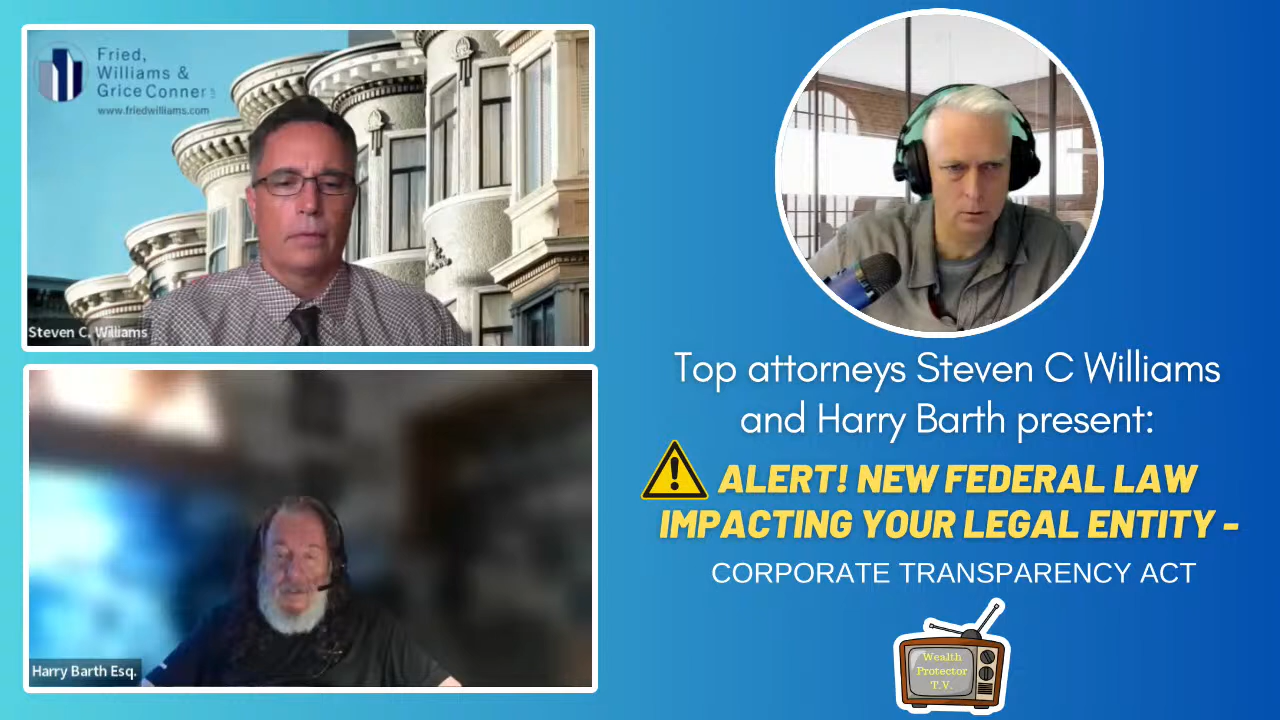 Fried,
Williams &
Grice Conner
www.friedwilliams.com
Steven C. Williams
Harry Barth Esq.
Top attorneys Steven C Williams
and Harry Barth present:
ALERT! NEW FEDERAL LAW
IMPACTING YOUR LEGAL ENTITY -
CORPORATE TRANSPARENCY ACT
Wealth
Protector
T.V.